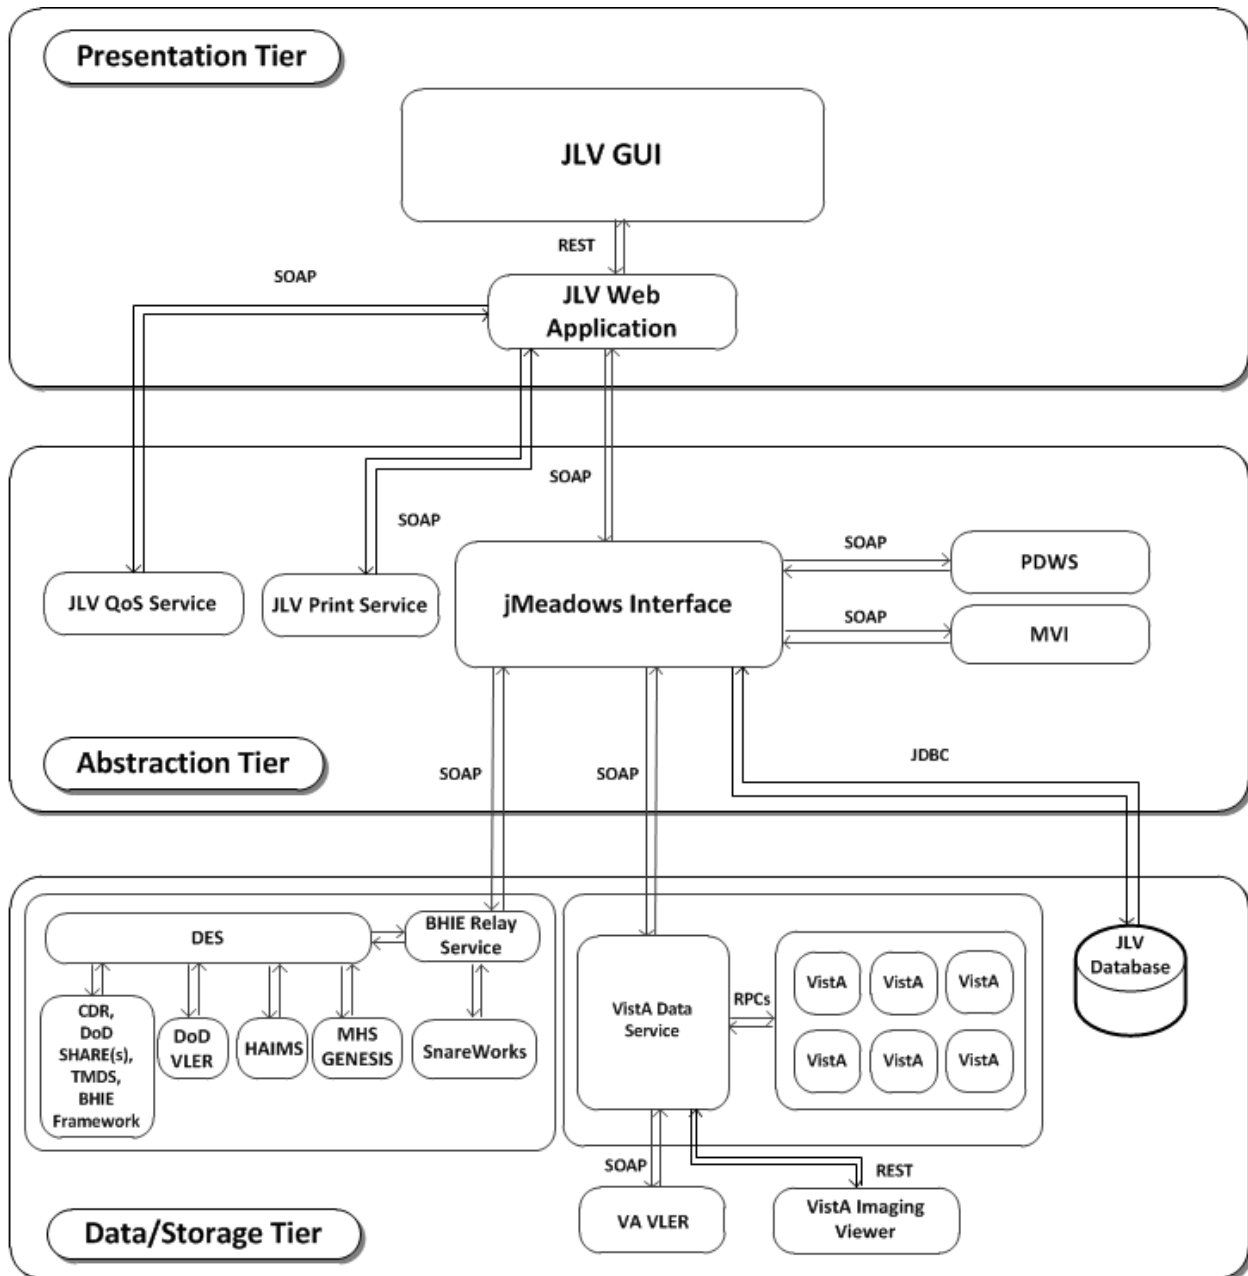 Presentation Tier
JLV GUI
REST
SOAP
JLV Web
Application
SOAP
SOAP
SOAP
PDWS
JLV QoS Service
JLV Print Service
jMeadows Interface
SOAP
MVI
Abstraction Tier
SOAP
SOAP
JDBC
DES
BHIE Relay
Service
JLV
Database
CDR,
DoD
SHARE(s),
TMDS,
BHIE
Framework
DoD
VLER
HAIMS
MHS
GENESIS
SnareWorks
VistA Data
Service
RPCs
VistA
VistA
VistA
VistA
VistA
VistA
SOAP
REST
VA VLER
VistA Imaging
Viewer
Data/Storage Tier